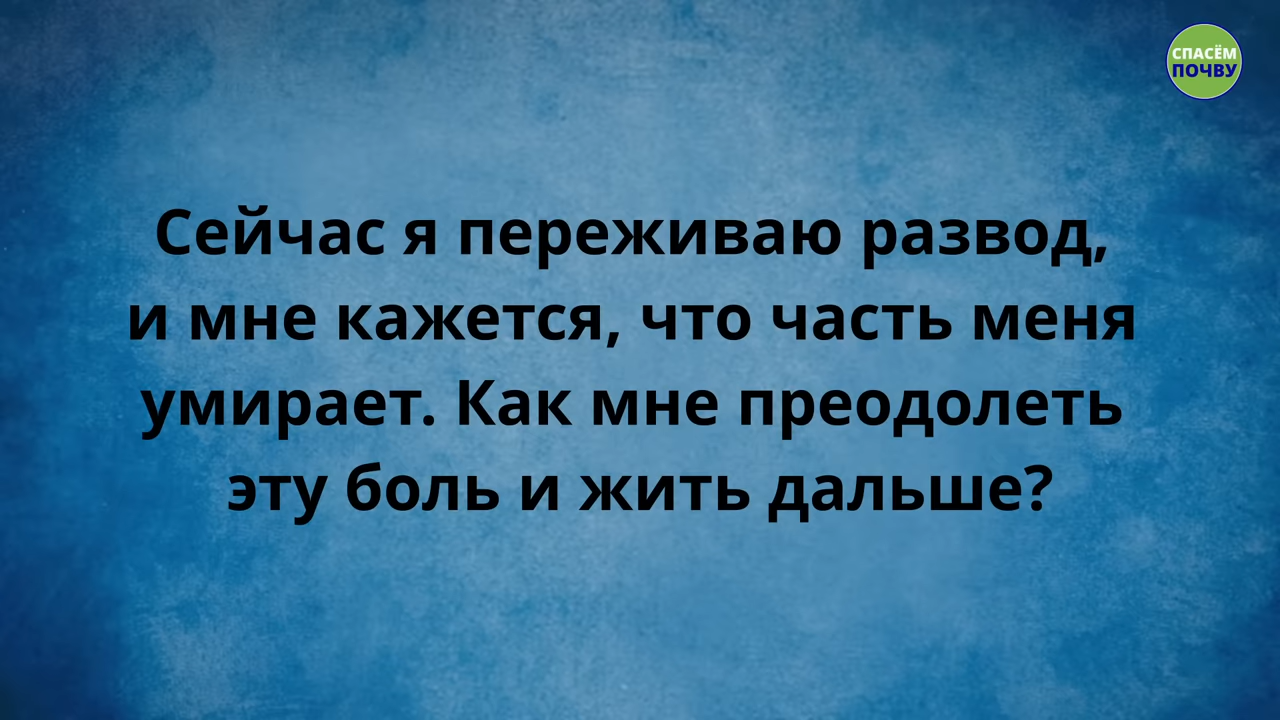 СПАСЁМ
ПОЧВУ
Сейчас я переживаю развод,
и мне кажется, что часть меня
умирает. Как мне преодолеть
эту боль и жить дальше?